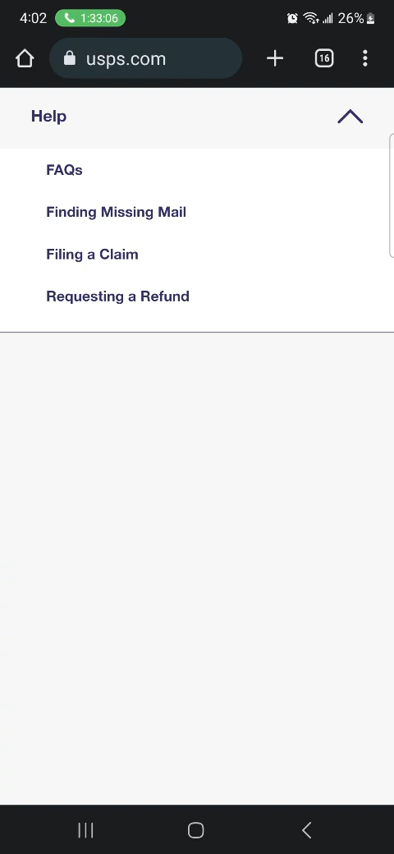 4:02 1:33:06 26%
usps.com 16
Help
FAQs
Finding Missing Mail
Filing a Claim
Requesting a Refund